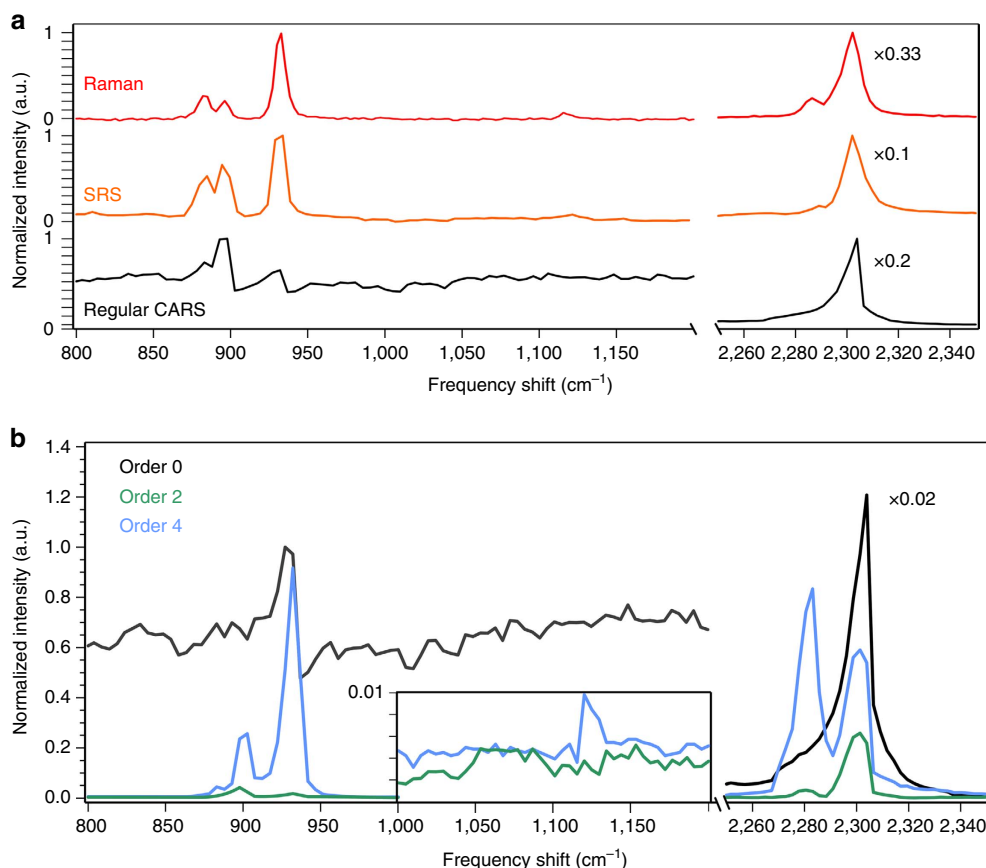 a
Normalized intensity (a.u.)
1
Raman
×0.33
0
1
SRS
×0.1
0
1
Regular CARS
×0.2
0
800 850 900 950 1,000 1,050 1,100 1,150 2,260 2,280 2,300 2,320 2,340
Frequency shift (cm⁻¹)
Normalized intensity (a.u.)
b
Normalized intensity (a.u.)
1.4
1.2
1.0
0.8
0.6
0.4
0.2
0.0
Order 0
Order 2
Order 4
×0.02
0.01
800 900 950 1,000 1,050 1,100 1,150 2,260 2,280 2,300 2,320 2,340
Frequency shift (cm⁻¹)